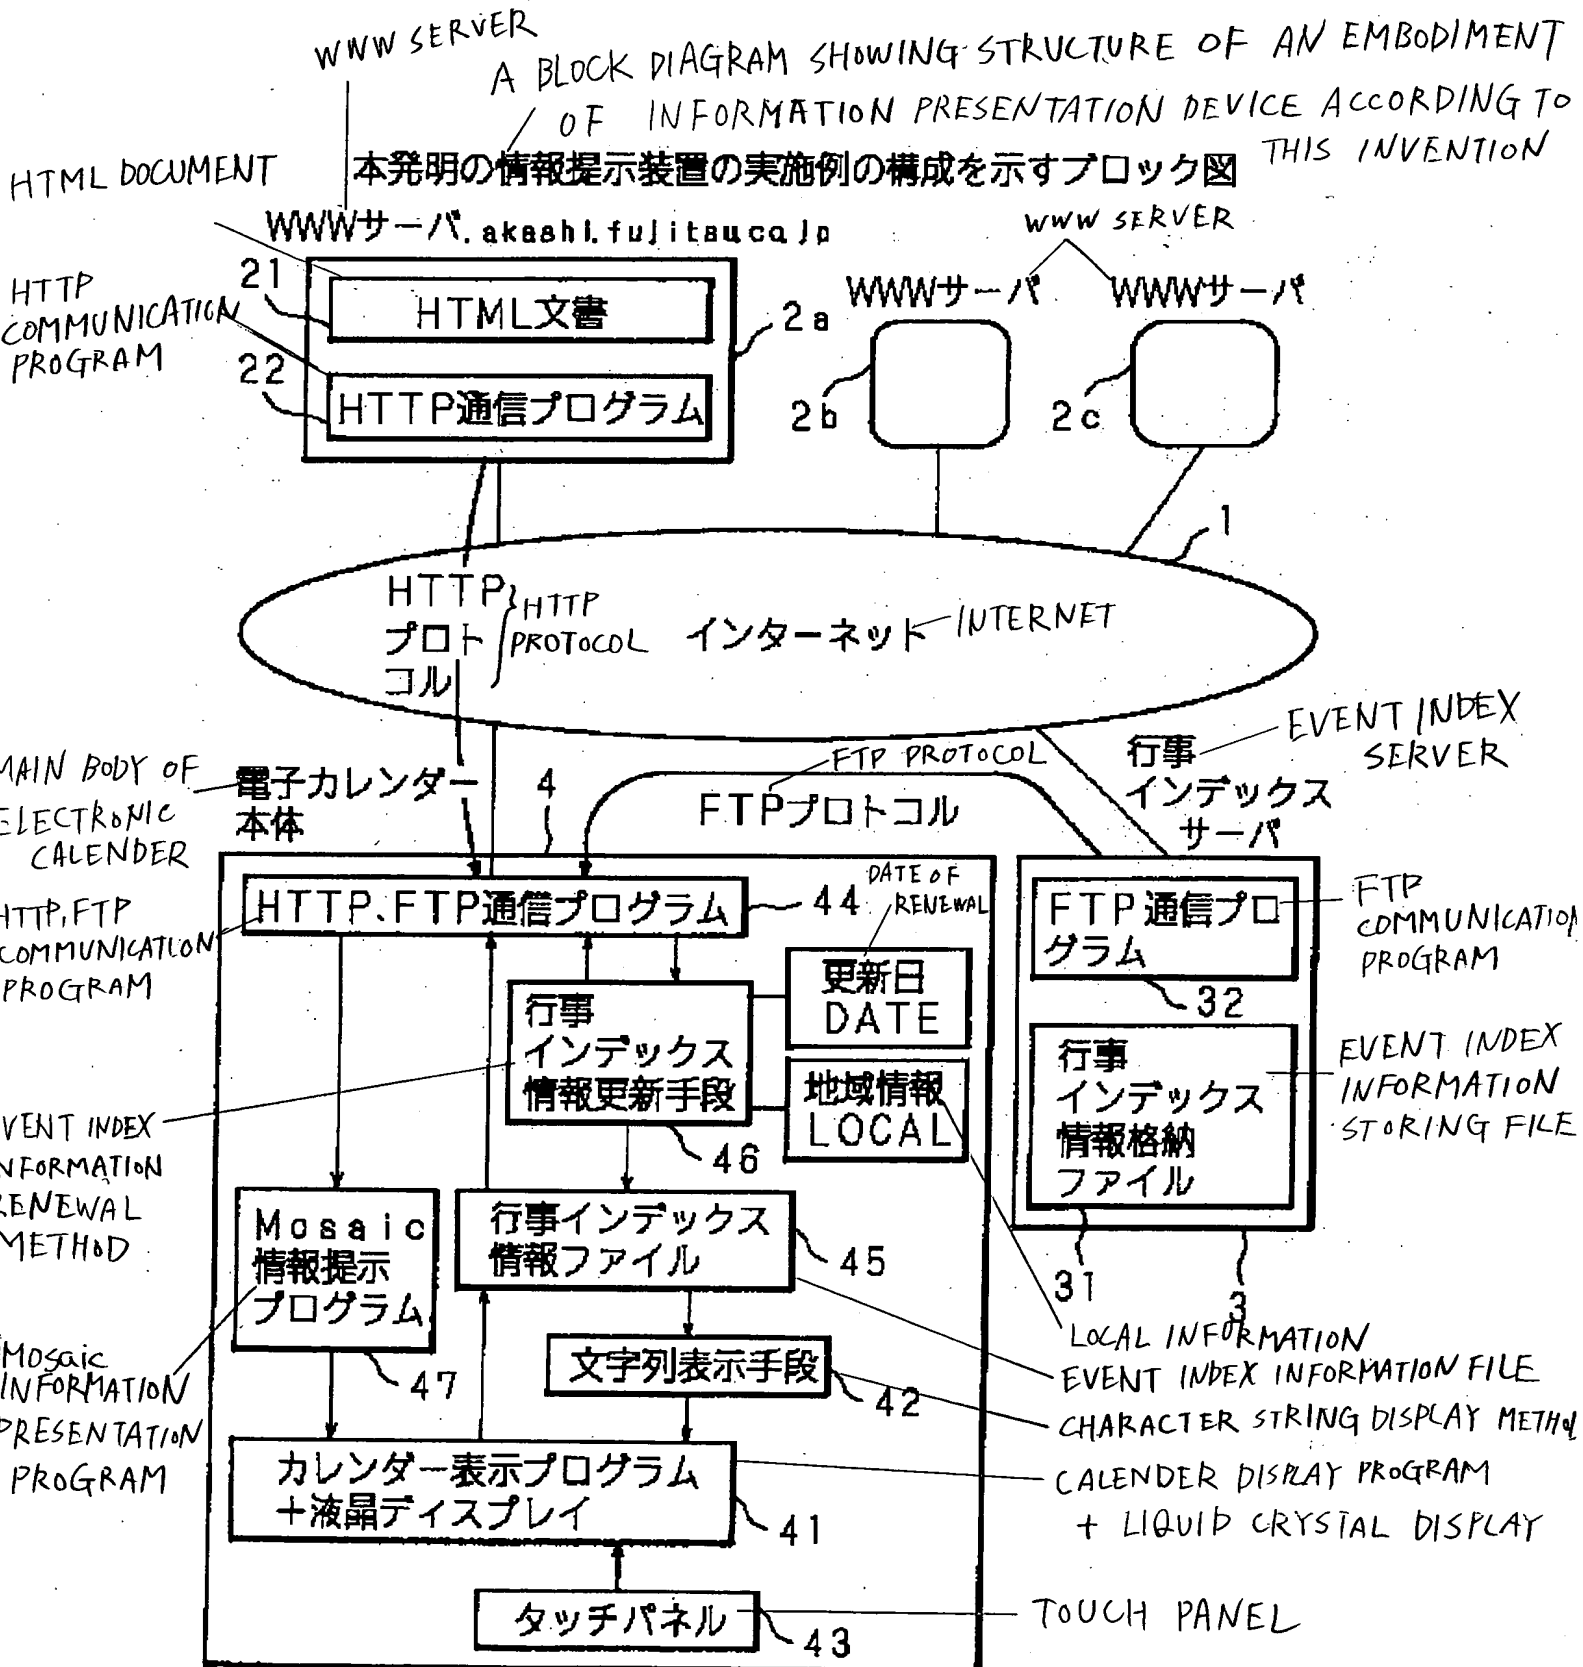 WWW SERVER
A BLOCK DIAGRAM SHOWING STRUCTURE OF AN EMBODIMENT
OF INFORMATION PRESENTATION DEVICE ACCORDING TO
THIS INVENTION
本発明の情報提示装置の実施例の構成を示すブロック図
HTML DOCUMENT
WWWサーバ.akashi.fujitsu.co.jp
WWW SERVER
HTTP
COMMUNICATION
PROGRAM
21
HTML文書
2a
22
HTTP通信プログラム
WWWサーバ
WWWサーバ
2b
2c
1
HTTP
プロト
コル
HTTP
PROTOCOL
インターネット
INTERNET
EVENT INDEX
SERVER
行事
インデックス
サーバ
FTP PROTOCOL
FTPプロトコル
MAIN BODY OF
ELECTRONIC
CALENDER
電子カレンダー
本体
4
HTTP, FTP
COMMUNICATION
PROGRAM
HTTP、FTP通信プログラム
44
DATE OF
RENEWAL
更新日
DATE
行事
インデックス
情報更新手段
46
地域情報
LOCAL
FTP通信プロ
グラム
32
FTP
COMMUNICATION
PROGRAM
行事
インデックス
情報格納
ファイル
31
3
EVENT INDEX
INFORMATION
STORING FILE
EVENT INDEX
INFORMATION
RENEWAL
METHOD
Mosaic
情報提示
プログラム
47
行事インデックス
情報ファイル
45
Mosaic
INFORMATION
PRESENTATION
PROGRAM
文字列表示手段
42
LOCAL INFORMATION
EVENT INDEX INFORMATION FILE
CHARACTER STRING DISPLAY METHOD
カレンダー表示プログラム
+液晶ディスプレイ
41
CALENDER DISPLAY PROGRAM
+ LIQUID CRYSTAL DISPLAY
タッチパネル
43
TOUCH PANEL